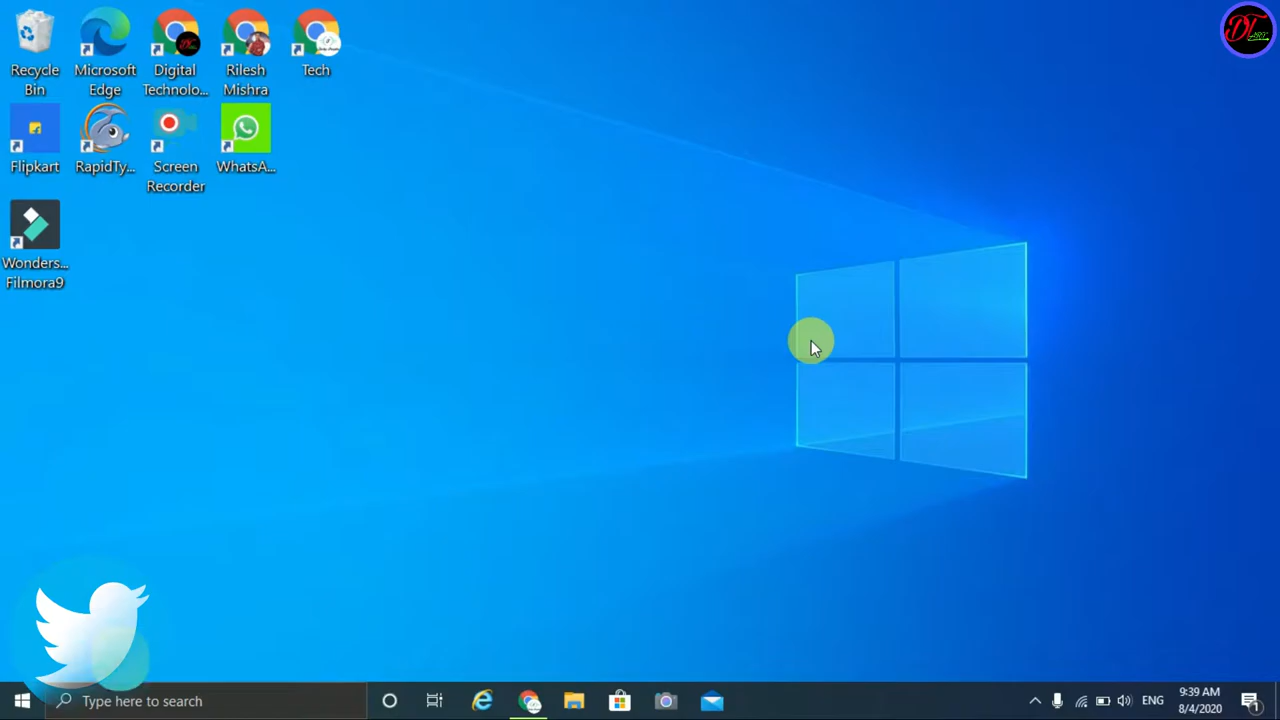 Recycle
Bin
Microsoft
Edge
Digital
Technolo...
Rilesh
Mishra
Tech
Flipkart
RapidTy...
Screen
Recorder
WhatsA...
Wonders...
Filmora9
Type here to search
ENG
9:39 AM
8/4/2020
1